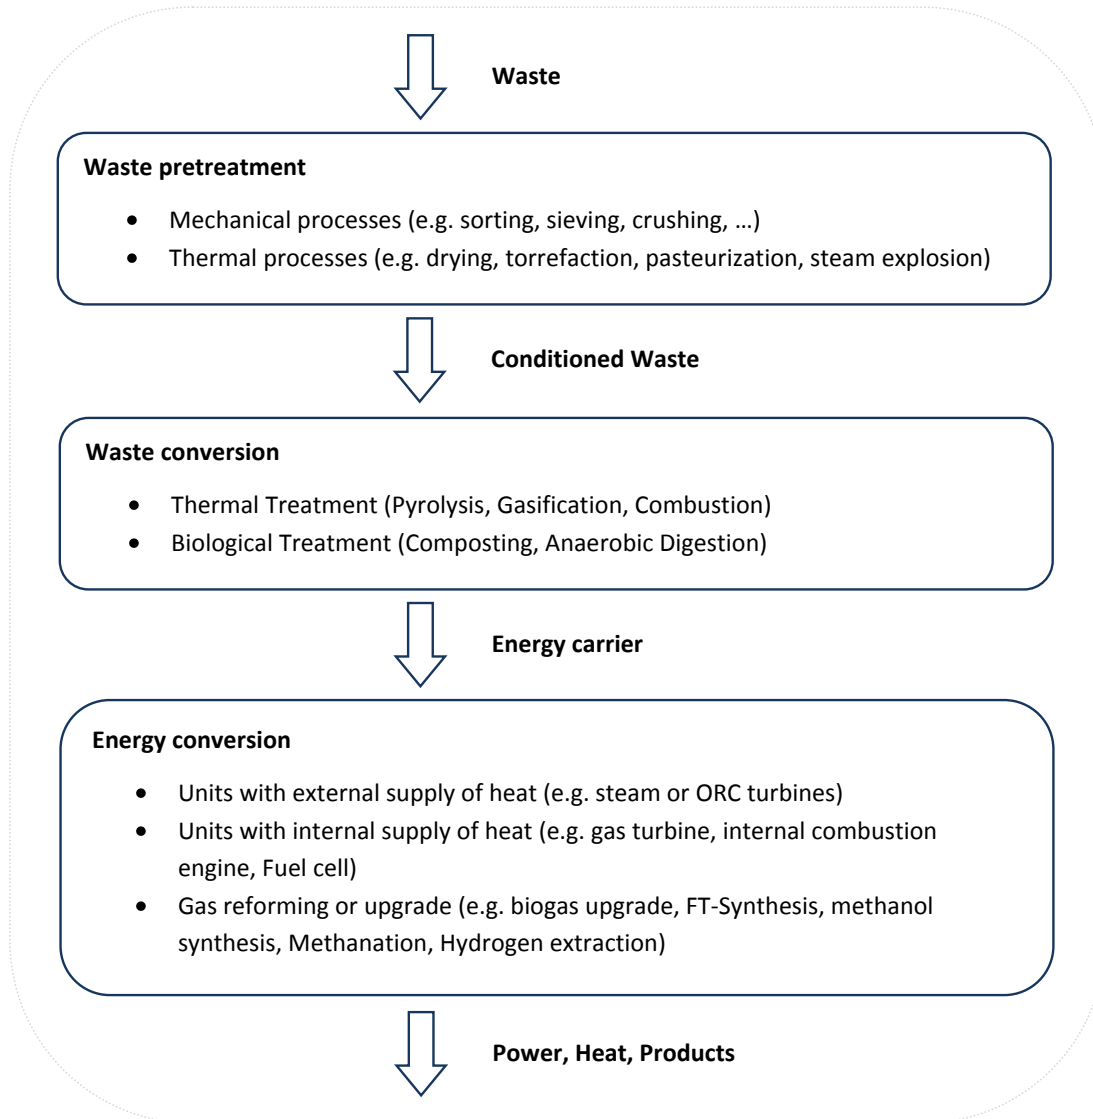 Waste
Waste pretreatment
• Mechanical processes (e.g. sorting, sieving, crushing, …)
• Thermal processes (e.g. drying, torrefaction, pasteurization, steam explosion)
Conditioned Waste
Waste conversion
• Thermal Treatment (Pyrolysis, Gasification, Combustion)
• Biological Treatment (Composting, Anaerobic Digestion)
Energy carrier
Energy conversion
• Units with external supply of heat (e.g. steam or ORC turbines)
• Units with internal supply of heat (e.g. gas turbine, internal combustion
engine, Fuel cell)
• Gas reforming or upgrade (e.g. biogas upgrade, FT-Synthesis, methanol
synthesis, Methanation, Hydrogen extraction)
Power, Heat, Products